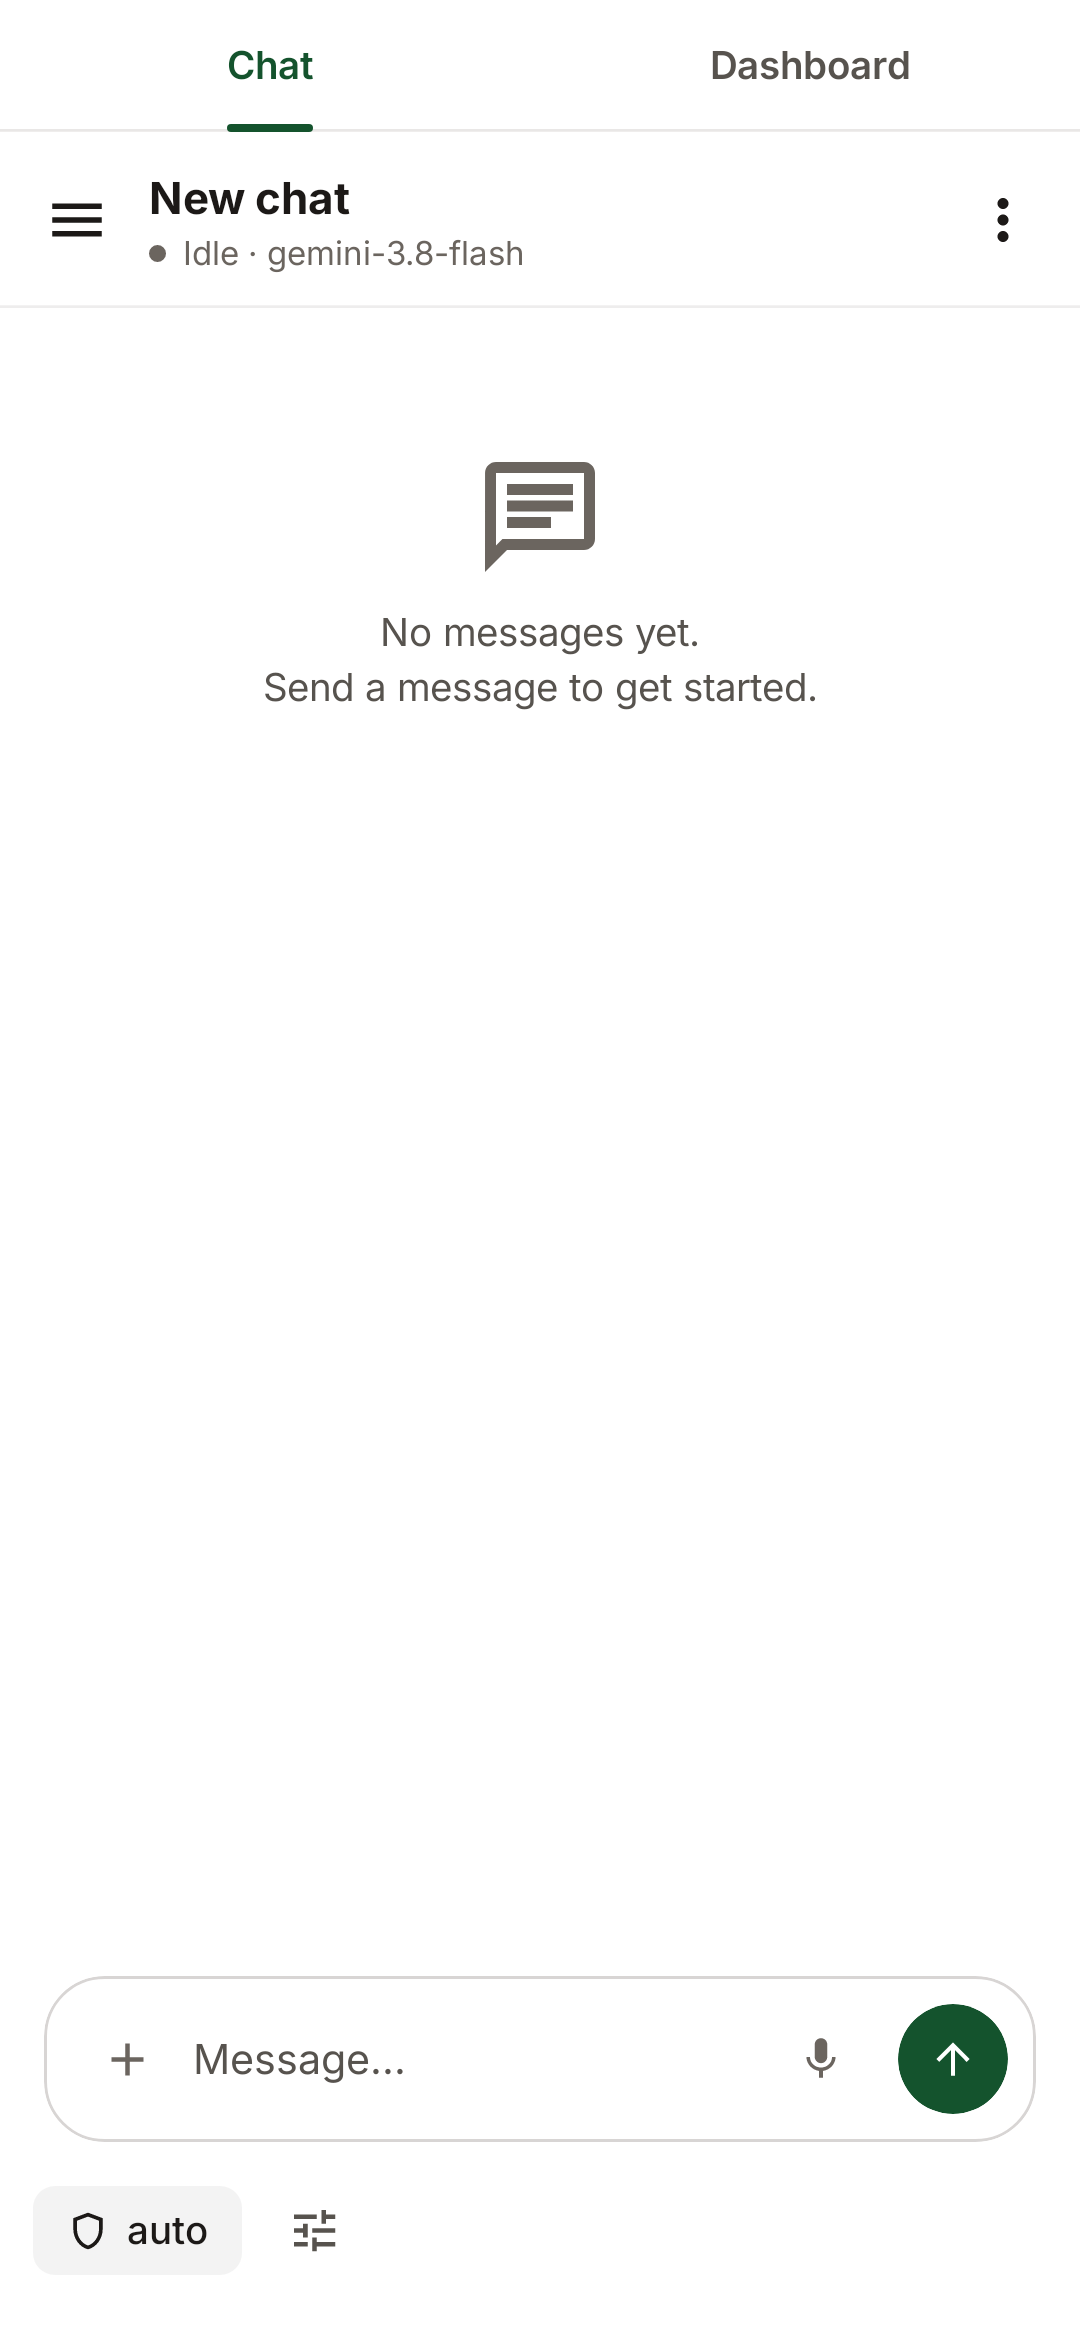 Chat
Dashboard
New chat
Idle · gemini-3.8-flash
No messages yet.
Send a message to get started.
Message...
auto